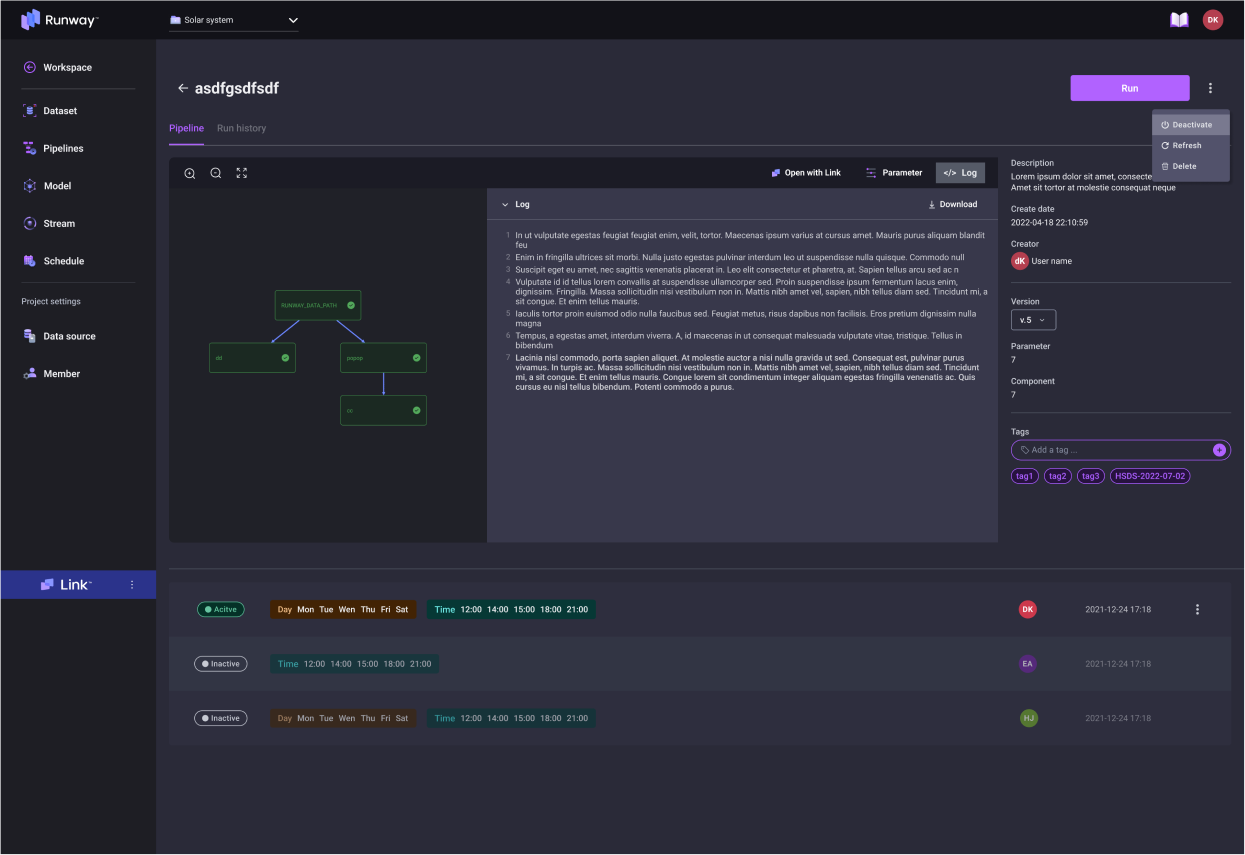 Runway™
Solar system
DK
Workspace
Dataset
Pipelines
Model
Stream
Schedule
Project settings
Data source
Member
Link™
asdfgsdfsdf
Run
Deactivate
Refresh
Delete
Pipeline Run history
Open with Link Parameter </> Log
Log Download
1 In ut vulputate egestas feugiat feugiat enim, velit, tortor. Maecenas ipsum varius at cursus amet. Mauris purus aliquam blandit
feu
2 Enim in fringilla ultrices sit morbi. Nulla justo egestas pulvinar interdum leo ut suspendisse nulla quisque. Commodo null
3 Suscipit eget eu amet, nec sagittis venenatis placerat in. Leo elit consectetur et pharetra, at. Sapien tellus arcu sed ac n
4 Vulputate id id tellus lorem convallis at suspendisse ullamcorper sed. Proin suspendisse ipsum fermentum lacus enim,
dignissim. Fringilla. Massa sollicitudin nisi vestibulum non in. Mattis nibh amet vel, sapien, nibh tellus diam sed. Tincidunt mi, a
sit congue. Et enim tellus mauris.
5 Iaculis tortor proin euismod odio nulla faucibus sed. Feugiat metus, risus dapibus non facilisis. Eros pretium dignissim nulla
magna
6 Tempus, a egestas amet, interdum viverra. A, id maecenas in ut consequat malesuada vulputate vitae, tristique. Tellus in
bibendum
7 Lacinia nisl commodo, porta sapien aliquet. At molestie auctor a nisi nulla gravida ut sed. Consequat est, pulvinar purus
vivamus. In turpis ac. Massa sollicitudin nisi vestibulum non in. Mattis nibh amet vel, sapien, nibh tellus diam sed. Tincidunt
mi, a sit congue. Et enim tellus mauris. Congue lorem sit condimentum integer aliquam egestas fringilla venenatis ac. Quis
cursus eu nisl tellus bibendum. Potenti commodo a purus.
RUNWAY_DATA_PATH
dd
popop
cc
Description
Lorem ipsum dolor sit amet, consecte
Amet sit tortor at molestie consequat neque
Create date
2022-04-18 22:10:59
Creator
dK User name
Version
v.5
Parameter
7
Component
7
Tags
Add a tag ...
tag1 tag2 tag3 HSDS-2022-07-02
Acitve Day Mon Tue Wen Thu Fri Sat Time 12:00 14:00 15:00 18:00 21:00 DK 2021-12-24 17:18
Inactive Time 12:00 14:00 15:00 18:00 21:00 EA 2021-12-24 17:18
Inactive Day Mon Tue Wen Thu Fri Sat Time 12:00 14:00 15:00 18:00 21:00 HJ 2021-12-24 17:18